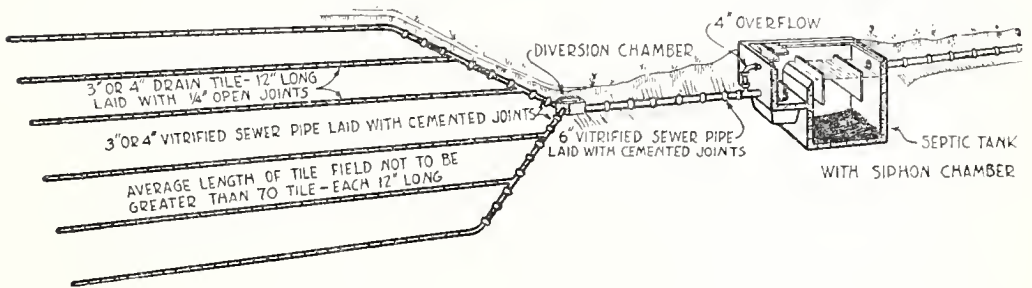 4" OVERFLOW
DIVERSION CHAMBER
3" OR 4" DRAIN TILE - 12" LONG
LAID WITH 1/4" OPEN JOINTS
3" OR 4" VITRIFIED SEWER PIPE LAID WITH CEMENTED JOINTS
6" VITRIFIED SEWER PIPE
LAID WITH CEMENTED JOINTS
SEPTIC TANK
WITH SIPHON CHAMBER
AVERAGE LENGTH OF TILE FIELD NOT TO BE
GREATER THAN 70 TILE - EACH 12" LONG